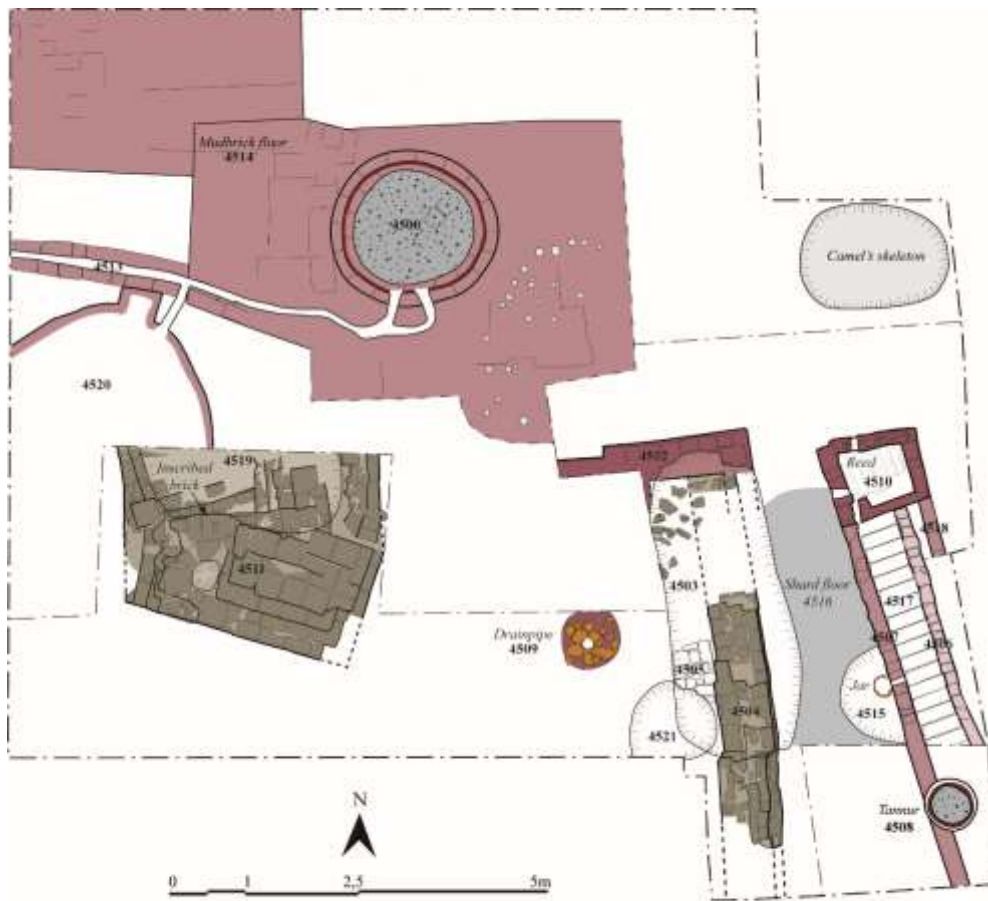 Mudbrick floor
4514
4500
4513
Camel's skeleton
4520
4519
Inscribed
brick
4511
4502
Reed
4510
4518
4503
Shard floor
4516
4517
4507
4506
Drainpipe
4509
4505
Jar
4515
4504
4521
Tannur
4508
N
0 1 2,5 5m